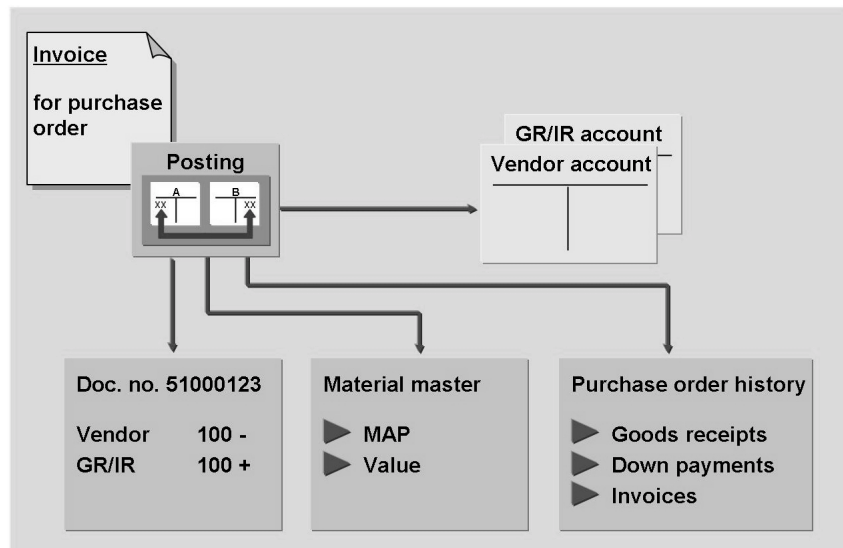 Invoice
for purchase
order
Posting
A B
XX XX
GR/IR account
Vendor account
Doc. no. 51000123
Vendor 100 -
GR/IR 100 +
Material master
MAP
Value
Purchase order history
Goods receipts
Down payments
Invoices